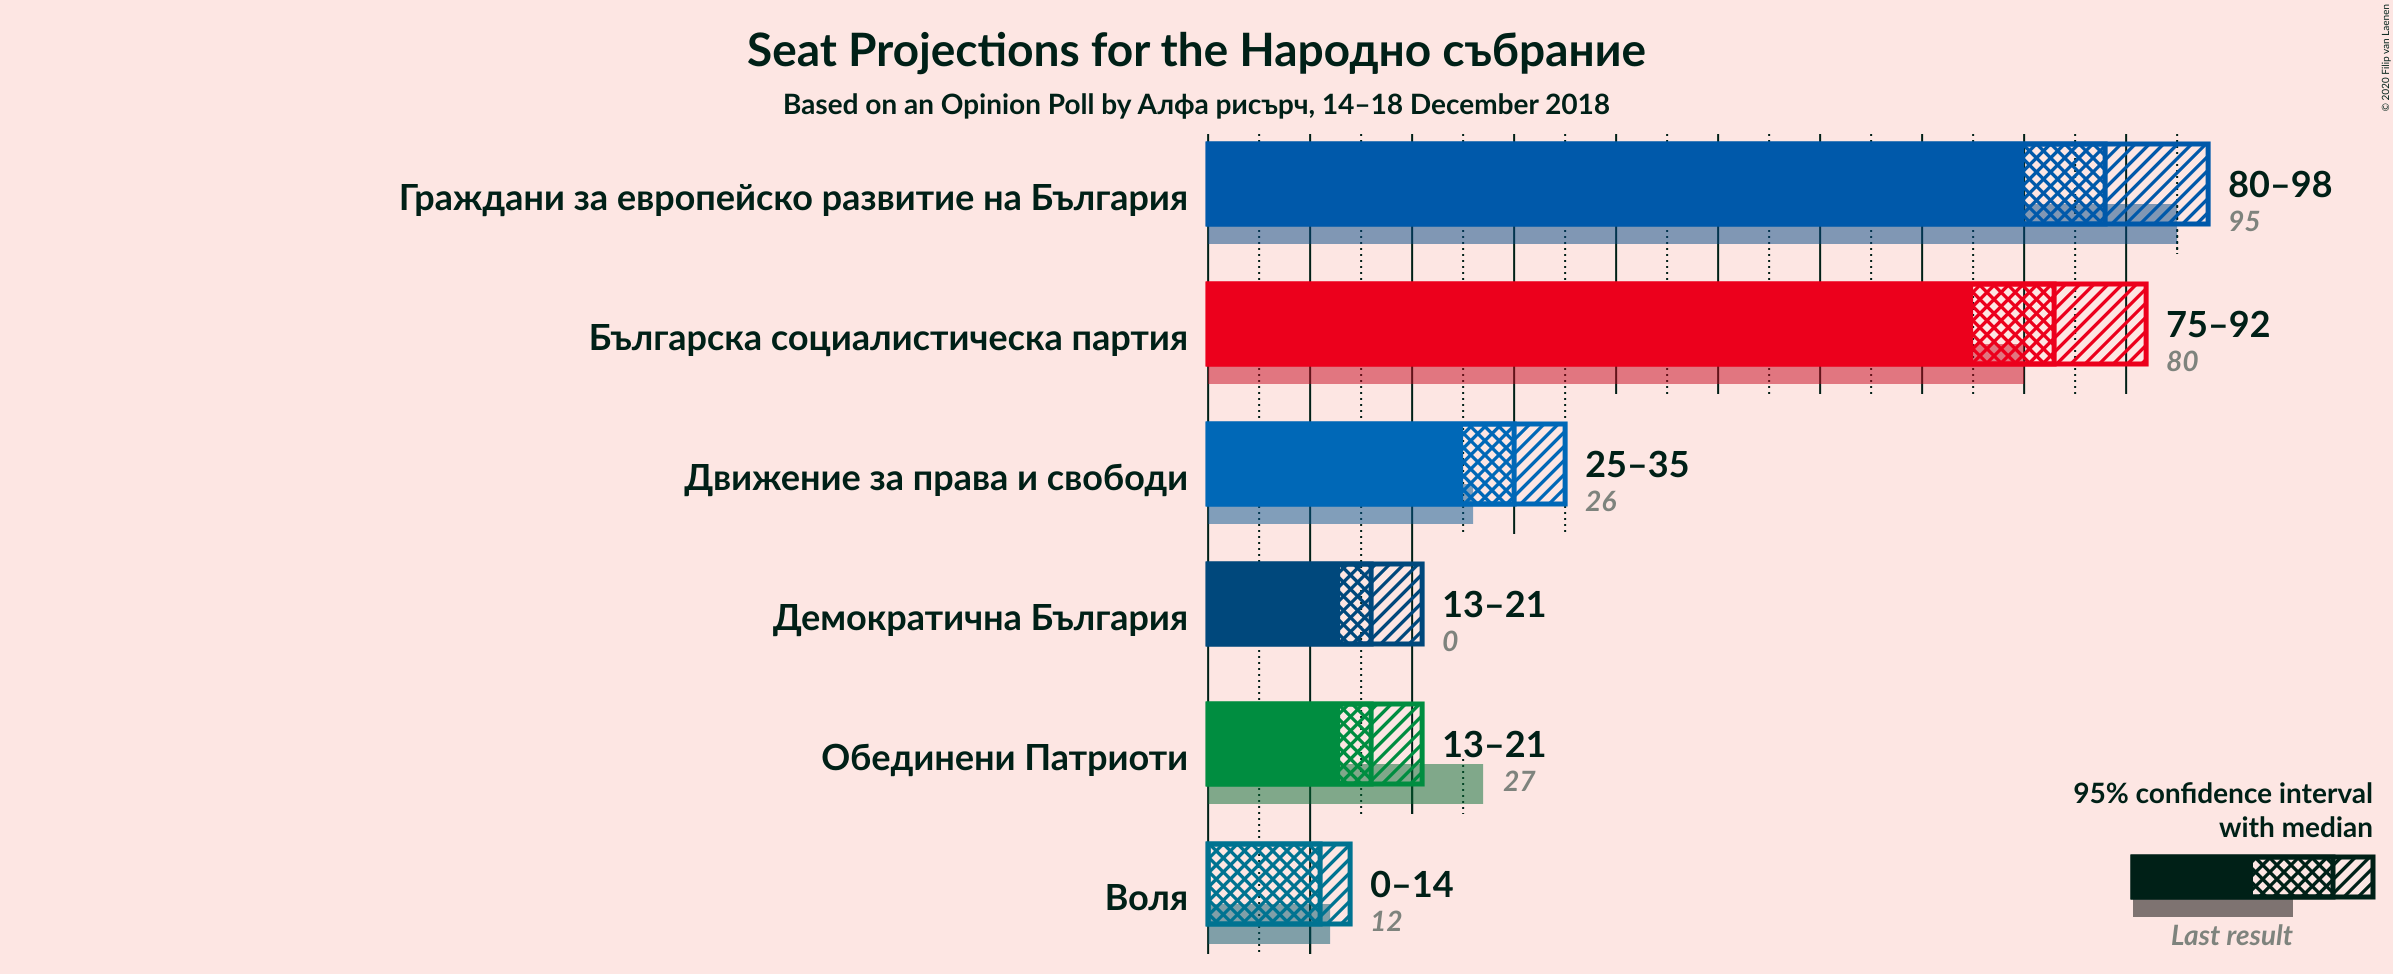 Seat Projections for the Народно събрание
Based on an Opinion Poll by Алфа рисърч, 14–18 December 2018
© 2020 Filip van Laenen
Граждани за европейско развитие на България
80–98
95
Българска социалистическа партия
75–92
80
Движение за права и свободи
25–35
26
Демократична България
13–21
0
Обединени Патриоти
13–21
27
Воля
0–14
12
95% confidence interval
with median
Last result